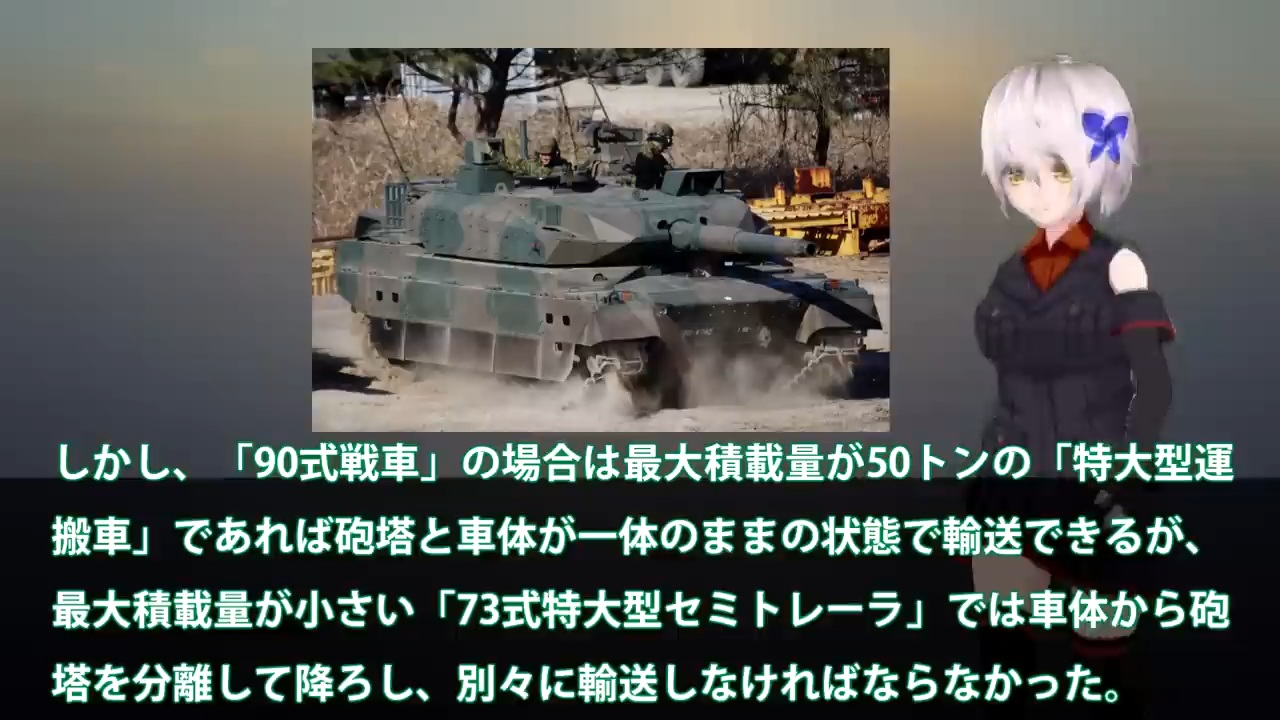 しかし、「90式戦車」の場合は最大積載量が50トンの「特大型運
搬車」であれば砲塔と車体が一体のままの状態で輸送できるが、
最大積載量が小さい「73式特大型セミトレーラ」では車体から砲
塔を分離して降ろし、別々に輸送しなければならなかった。